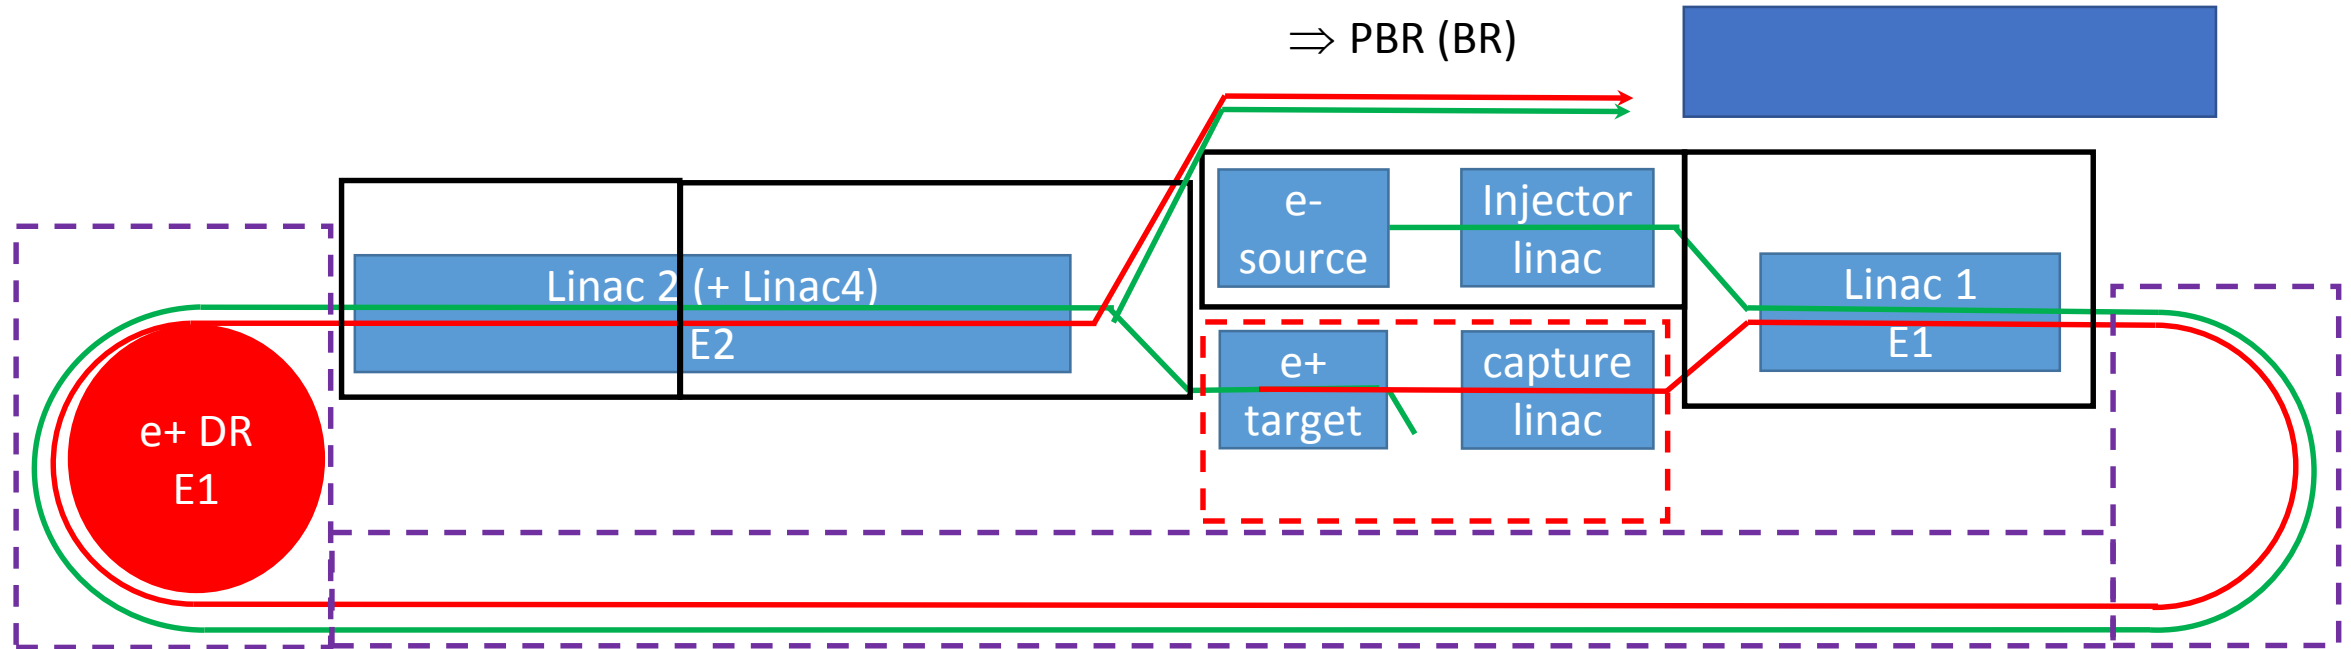 ⇒ PBR (BR)
e-
source
Injector
linac
Linac 2 (+ Linac4)
E2
Linac 1
E1
e+
target
capture
linac
e+ DR
E1